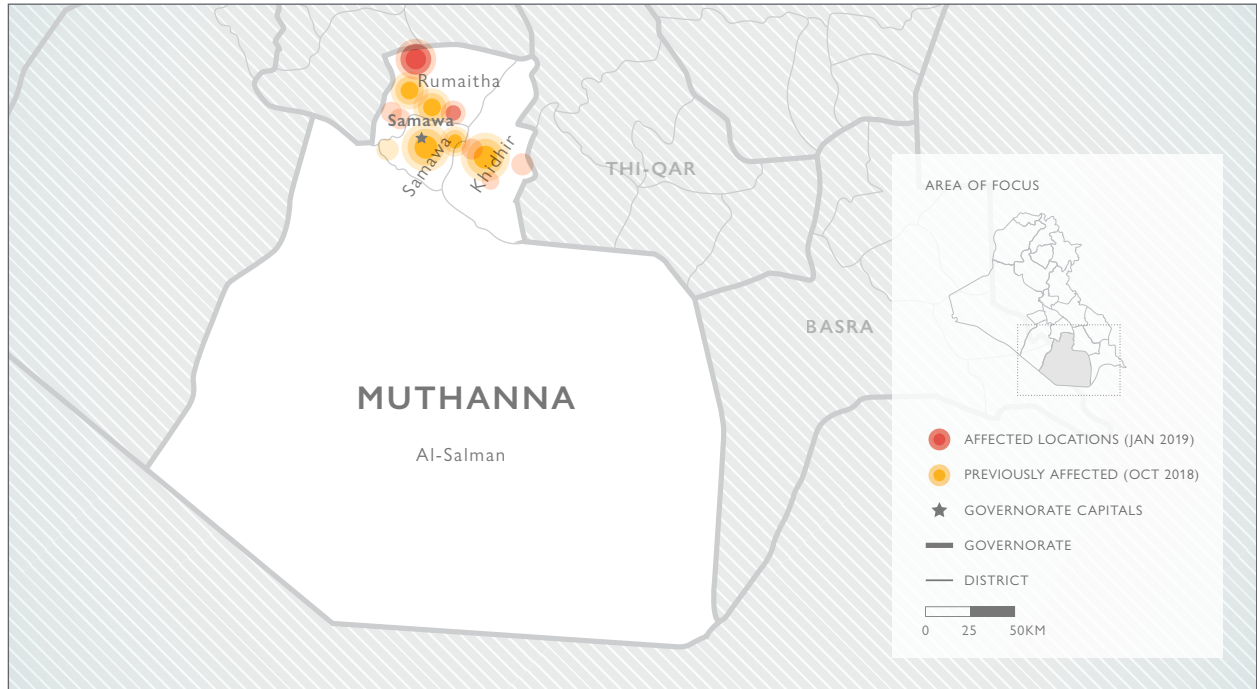 Rumaitha
Samawa
Samawa
Khidhir
THI-QAR
BASRA
MUTHANNA
Al-Salman
AREA OF FOCUS
AFFECTED LOCATIONS (JAN 2019)
PREVIOUSLY AFFECTED (OCT 2018)
GOVERNORATE CAPITALS
GOVERNORATE
DISTRICT
0 25 50KM